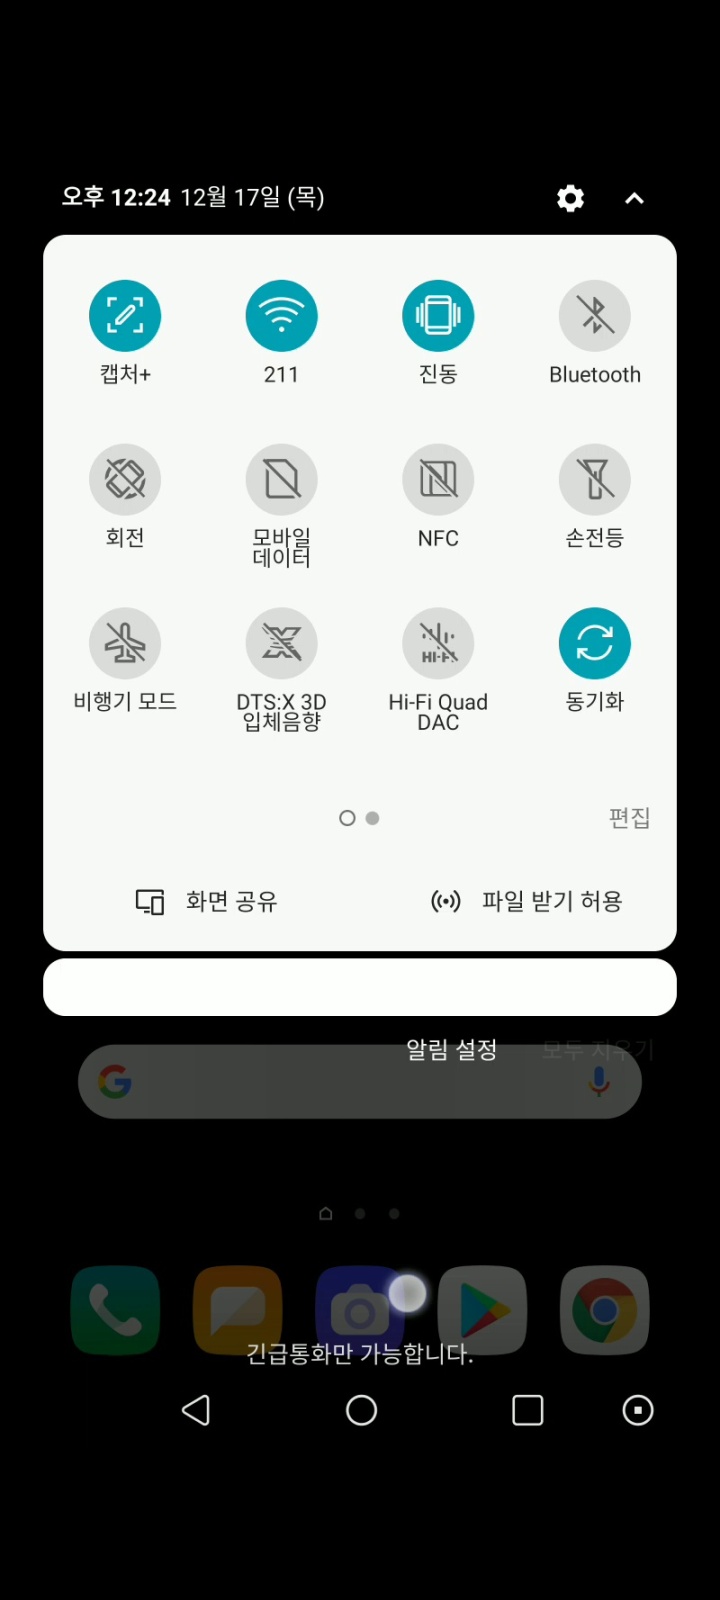 오후 12:24 12월 17일 (목)
캡처+ 211 진동 Bluetooth
회전 모바일 데이터 NFC 손전등
비행기 모드 DTS:X 3D 입체음향 Hi-Fi Quad DAC 동기화
편집
화면 공유 파일 받기 허용
알림 설정 모두 지우기
긴급통화만 가능합니다.